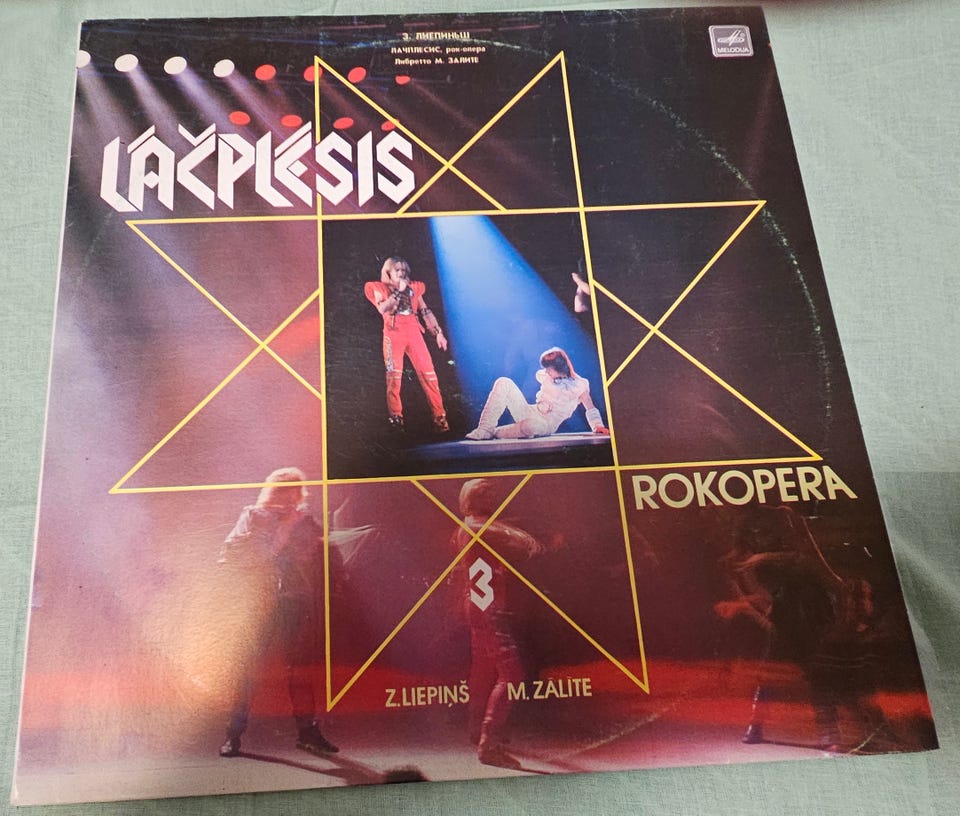 З. ЛИЕПИНЬШ
ЛАЧПЛЕСИС, рок-опера
Либретто М. ЗАЛИТЕ
MELODIJA
LĀČPLĒSIS
ROKOPERA
3
Z. LIEPIŅŠ M. ZĀLĪTE